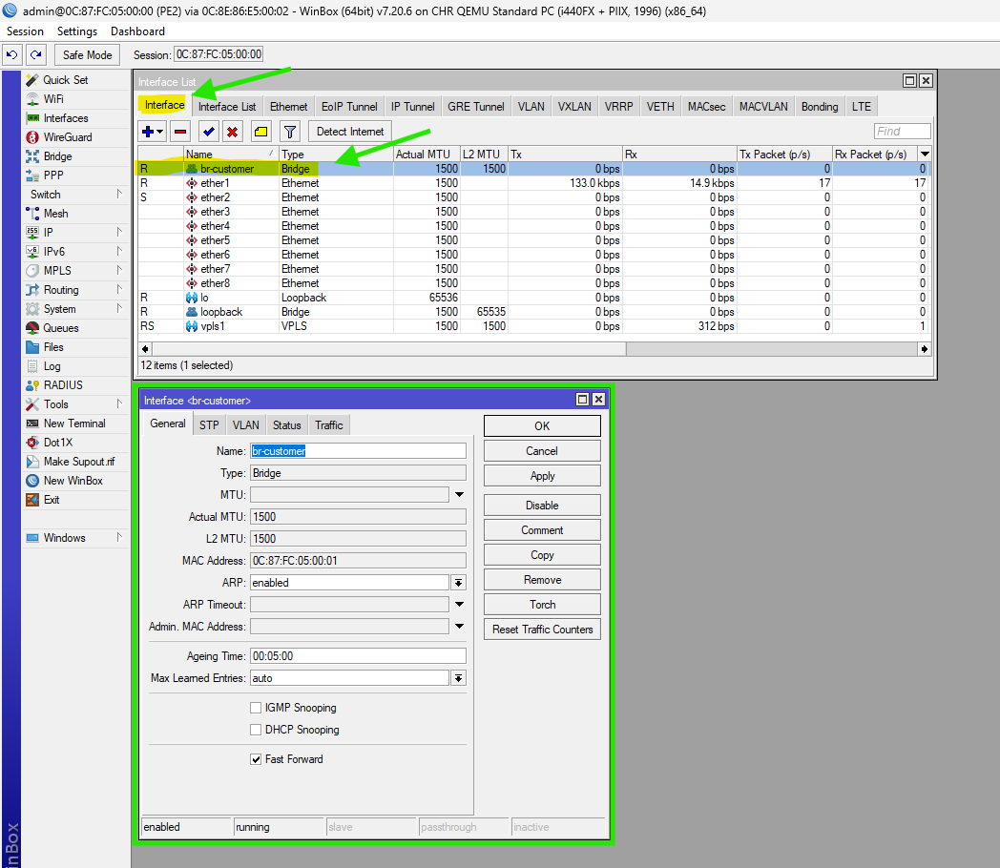 admin@0C:87:FC:05:00:00 (PE2) via 0C:8E:86:E5:00:02 - WinBox (64bit) v7.20.6 on CHR QEMU Standard PC (i440FX + PIIX, 1996) (x86_64)
Session Settings Dashboard
Safe Mode Session: 0C:87:FC:05:00:00
Quick Set
WiFi
Interfaces
WireGuard
Bridge
PPP
Switch
Mesh
IP
IPv6
MPLS
Routing
System
Queues
Files
Log
RADIUS
Tools
New Terminal
Dot1X
Make Supout.rif
New WinBox
Exit
Windows
inBox
Interface List
Interface Interface List Ethernet EoIP Tunnel IP Tunnel GRE Tunnel VLAN VXLAN VRRP VETH MACsec MACVLAN Bonding LTE
Detect Internet Find
Name Type Actual MTU L2 MTU Tx Rx Tx Packet (p/s) Rx Packet (p/s)
R br-customer Bridge 1500 1500 0 bps 0 bps 0 0
R ether1 Ethernet 1500 133.0 kbps 14.9 kbps 17 17
S ether2 Ethernet 1500 0 bps 0 bps 0 0
ether3 Ethernet 1500 0 bps 0 bps 0 0
ether4 Ethernet 1500 0 bps 0 bps 0 0
ether5 Ethernet 1500 0 bps 0 bps 0 0
ether6 Ethernet 1500 0 bps 0 bps 0 0
ether7 Ethernet 1500 0 bps 0 bps 0 0
ether8 Ethernet 1500 0 bps 0 bps 0 0
R lo Loopback 65536 0 bps 0 bps 0 0
R loopback Bridge 1500 65535 0 bps 0 bps 0 0
RS vpls1 VPLS 1500 1500 0 bps 312 bps 0 1
12 items (1 selected)
Interface <br-customer>
General STP VLAN Status Traffic
Name: br-customer
Type: Bridge
MTU:
Actual MTU: 1500
L2 MTU: 1500
MAC Address: 0C:87:FC:05:00:01
ARP: enabled
ARP Timeout:
Admin. MAC Address:
Ageing Time: 00:05:00
Max Learned Entries: auto
IGMP Snooping
DHCP Snooping
Fast Forward
OK
Cancel
Apply
Disable
Comment
Copy
Remove
Torch
Reset Traffic Counters
enabled running slave passthrough inactive